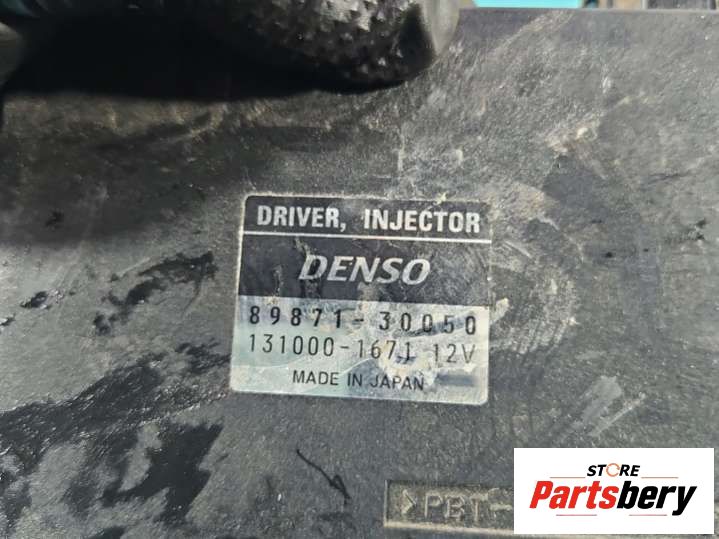 DRIVER, INJECTOR
DENSO
89871-30050
131000-1671 12V
MADE IN JAPAN
>PBT-
STORE
Partsbery